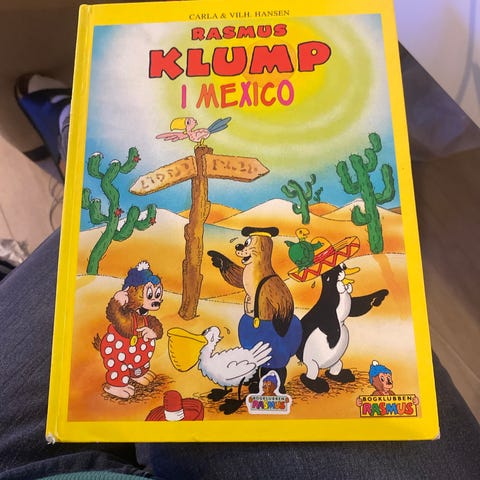 CARLA & VILH. HANSEN
RASMUS
KLUMP
I MEXICO
BOGKLUBBEN
RASMUS
BOGKLUBBEN
RASMUS